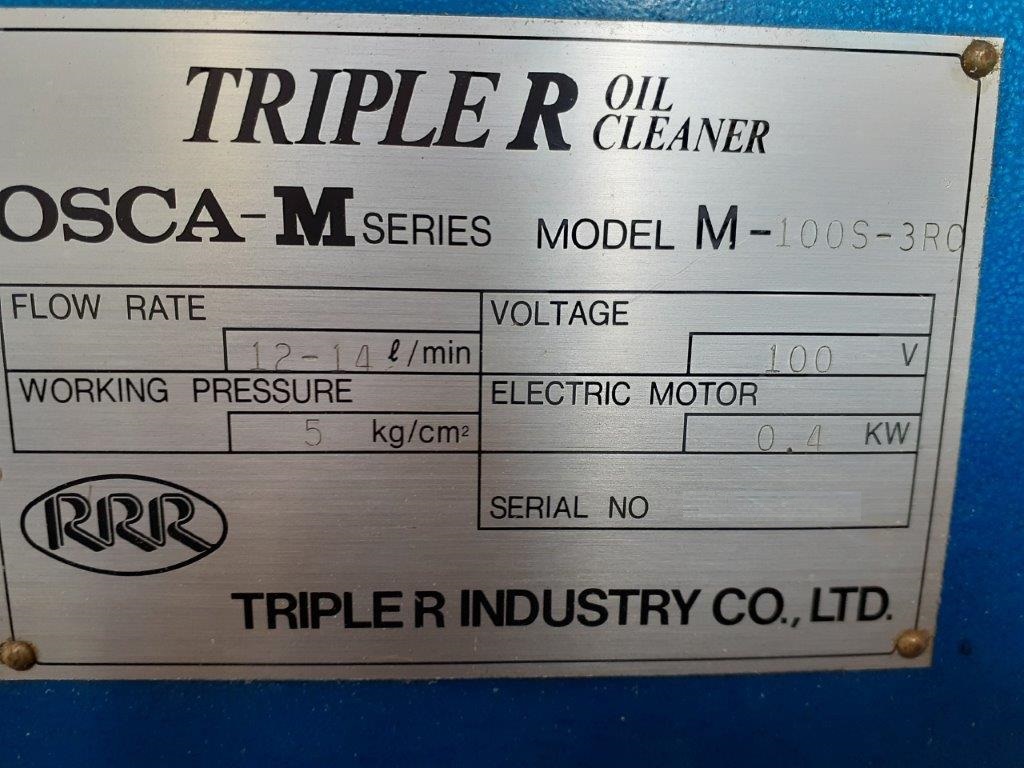 TRIPLE R OIL CLEANER
OSCA-M SERIES MODEL M-100S-3RC
FLOW RATE 12-14 ℓ/min
VOLTAGE 100 V
WORKING PRESSURE 5 kg/cm²
ELECTRIC MOTOR 0.4 KW
SERIAL NO
RRR
TRIPLE R INDUSTRY CO., LTD.